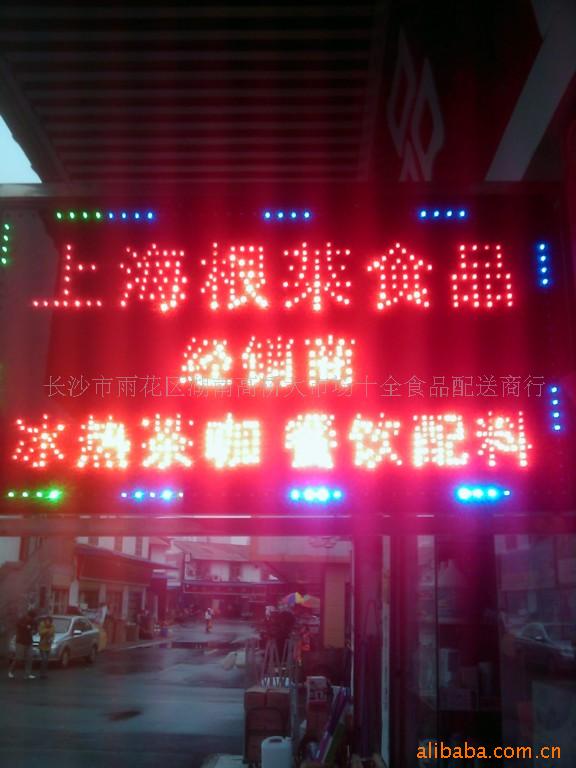 上海根莱食品
经销商
长沙市雨花区湖南高桥大市场十全食品配送商行
冰热茶咖 餐饮配料
alibaba.com.cn